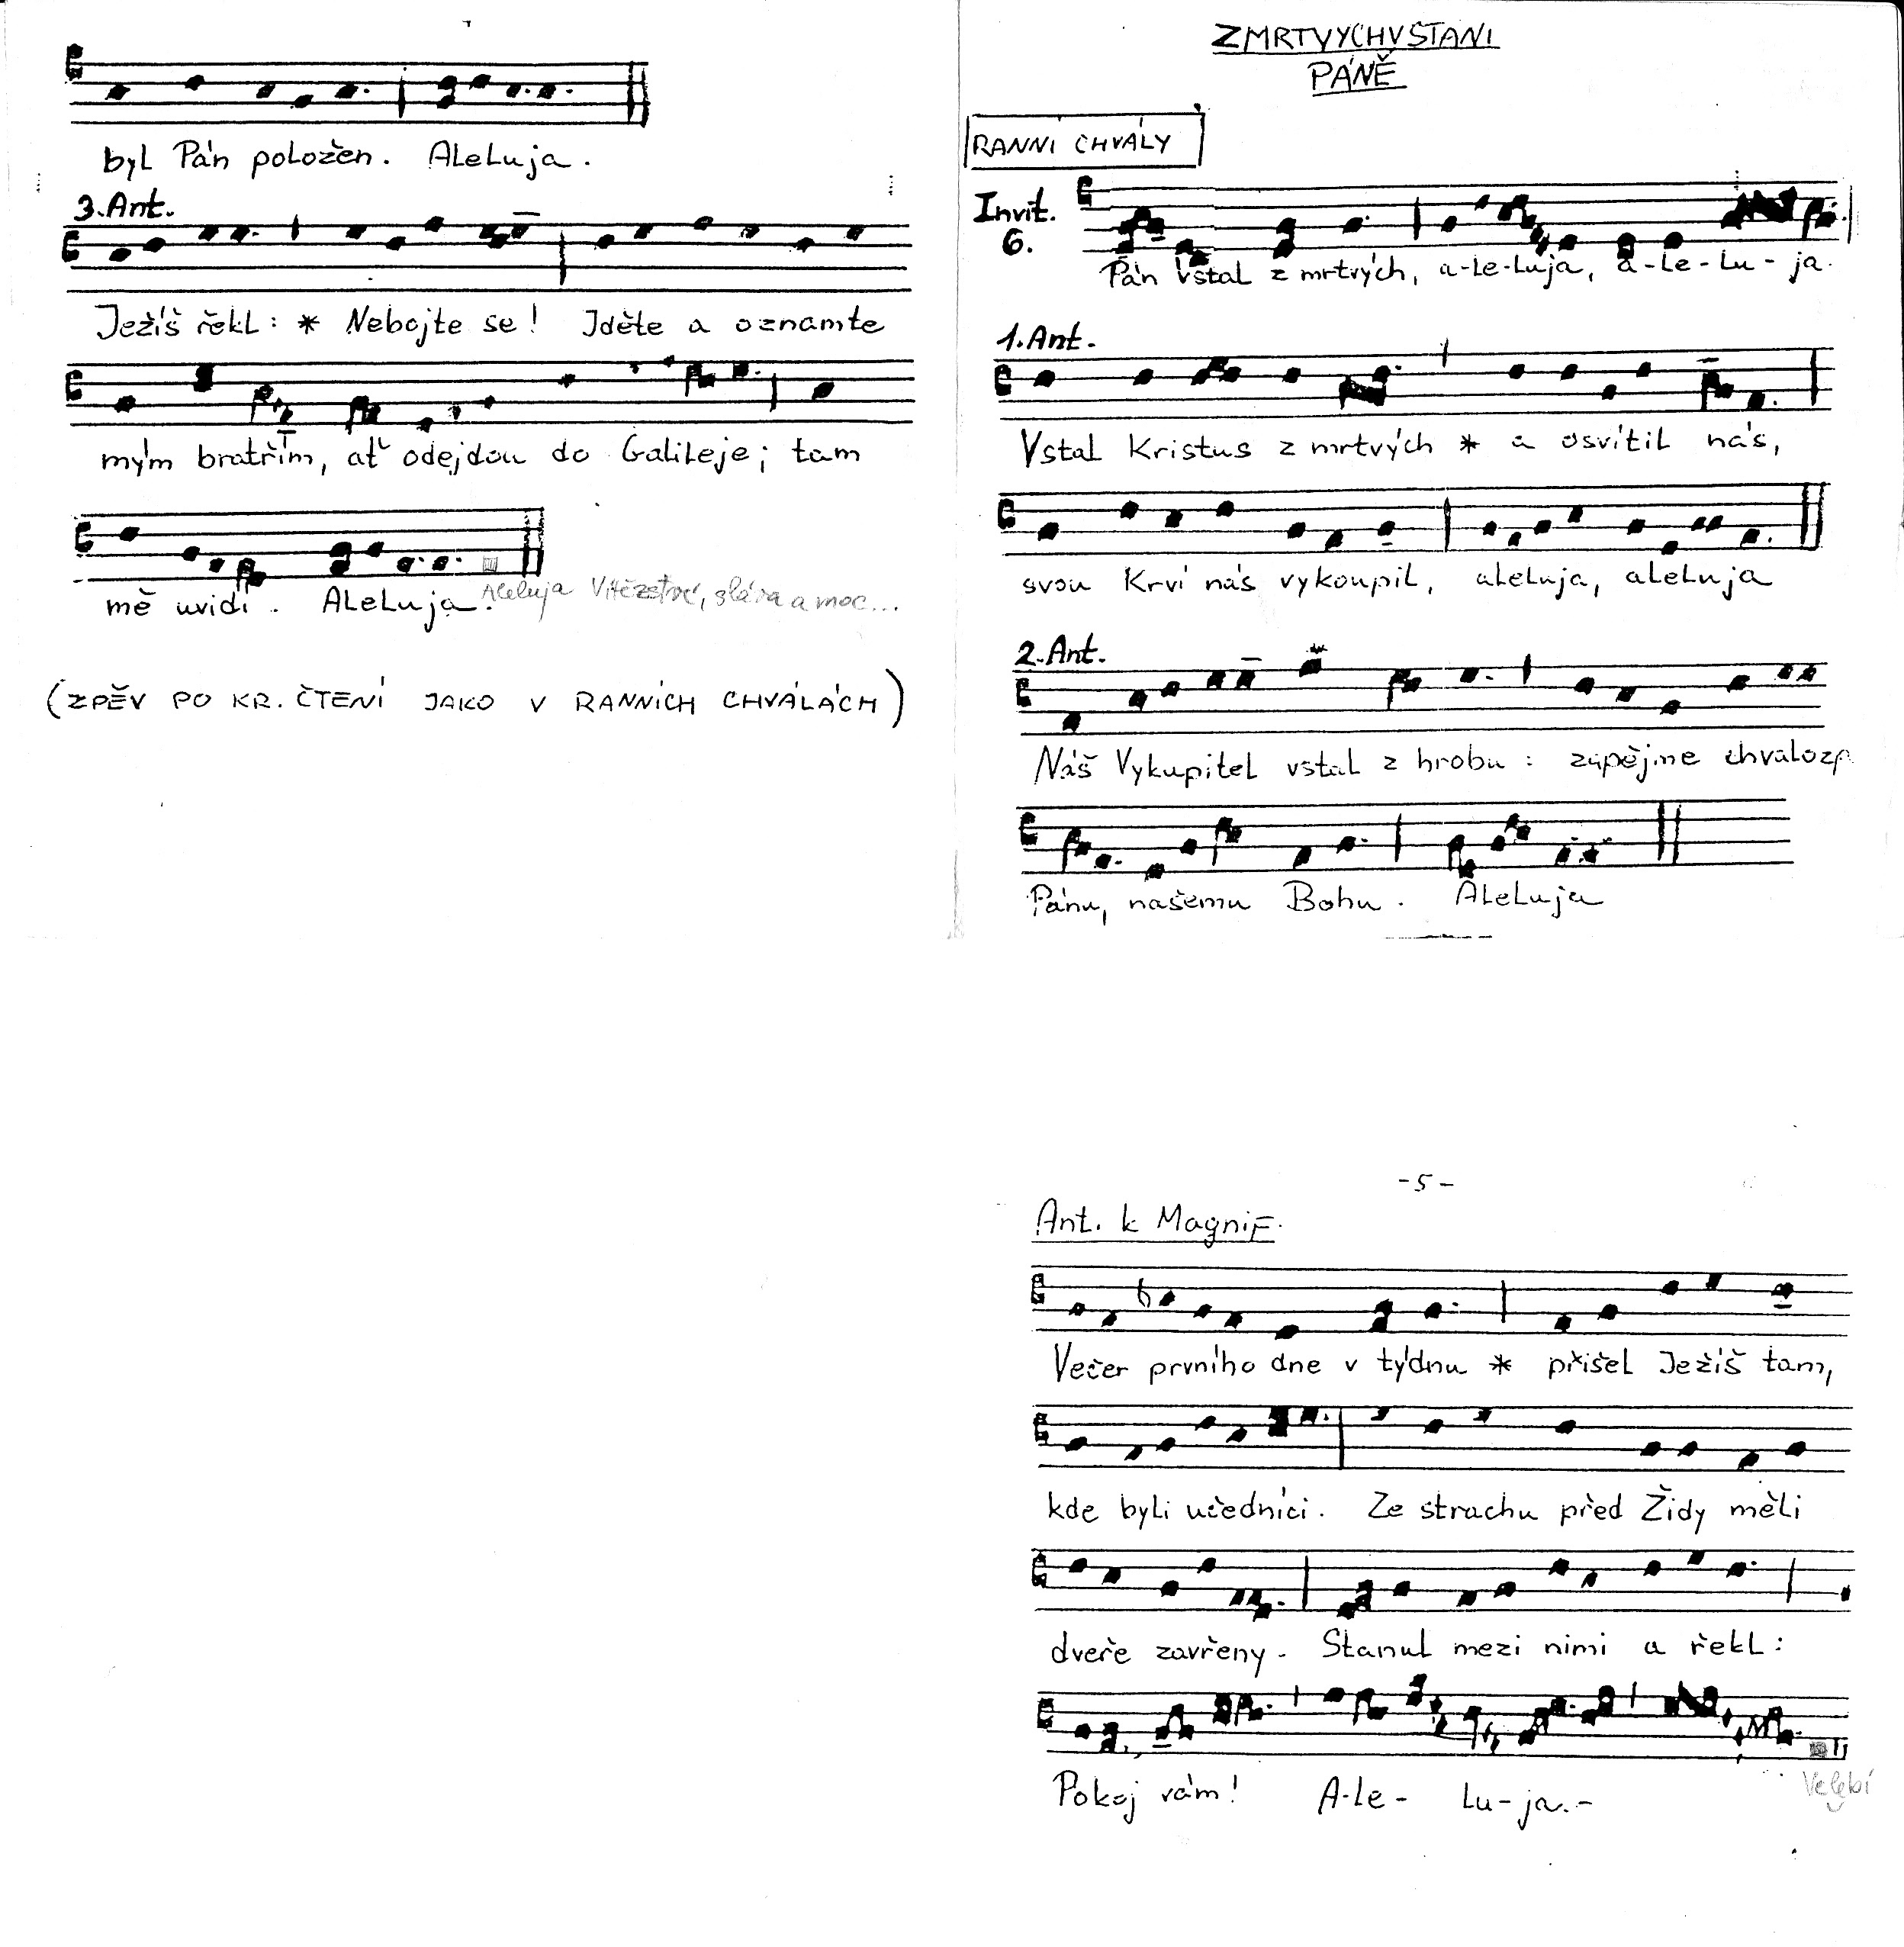 byl Pán položen. Aleluja.
3. Ant.
Ježíš řekl: * Nebojte se! Jděte a oznamte
mým bratřím, ať odejdou do Galileje; tam
mě uvidí. Aleluja.
Aleluja Vítězství, sláva a moc...
(ZPĚV PO KR. ČTENÍ JAKO V RANNÍCH CHVÁLÁCH)
ZMRTVÝCHVSTÁNÍ
PÁNĚ
RANNÍ CHVÁLY
Invit.
6.
Pán vstal z mrtvých, a-le-luja, a-le-lu-ja.
1. Ant.
Vstal Kristus z mrtvých * a osvítil nás,
svou Krví nás vykoupil, aleluja, aleluja
2. Ant.
Náš Vykupitel vstal z hrobu: zapějme chvalozp
Pánu, našemu Bohu. Aleluja
-5-
Ant. k Magnif.
Večer prvního dne v týdnu * přišel Ježíš tam,
kde byli učedníci. Ze strachu před Židy měli
dveře zavřeny. Stanul mezi nimi a řekl:
Pokoj vám! A-le- lu-ja.-
Velebí